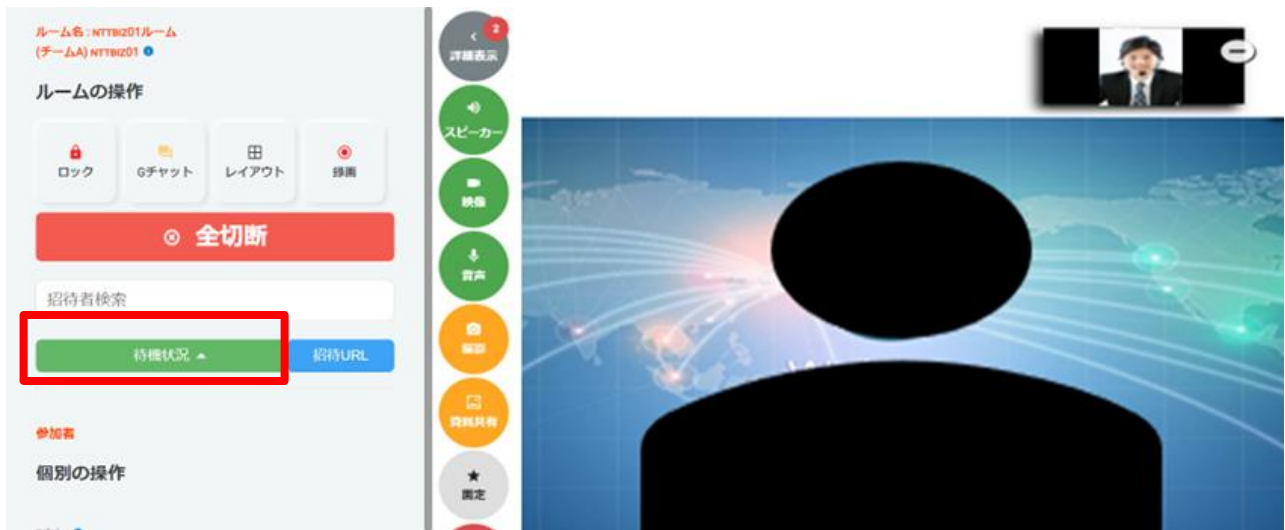 ルーム名 : NTTBIZ01ルーム
(チームA) NTTBIZ01
ルームの操作
ロック
Gチャット
レイアウト
録画
全切断
招待者検索
待機状況
招待URL
参加者
個別の操作
2
詳細表示
スピーカー
映像
音声
撮影
資料共有
固定